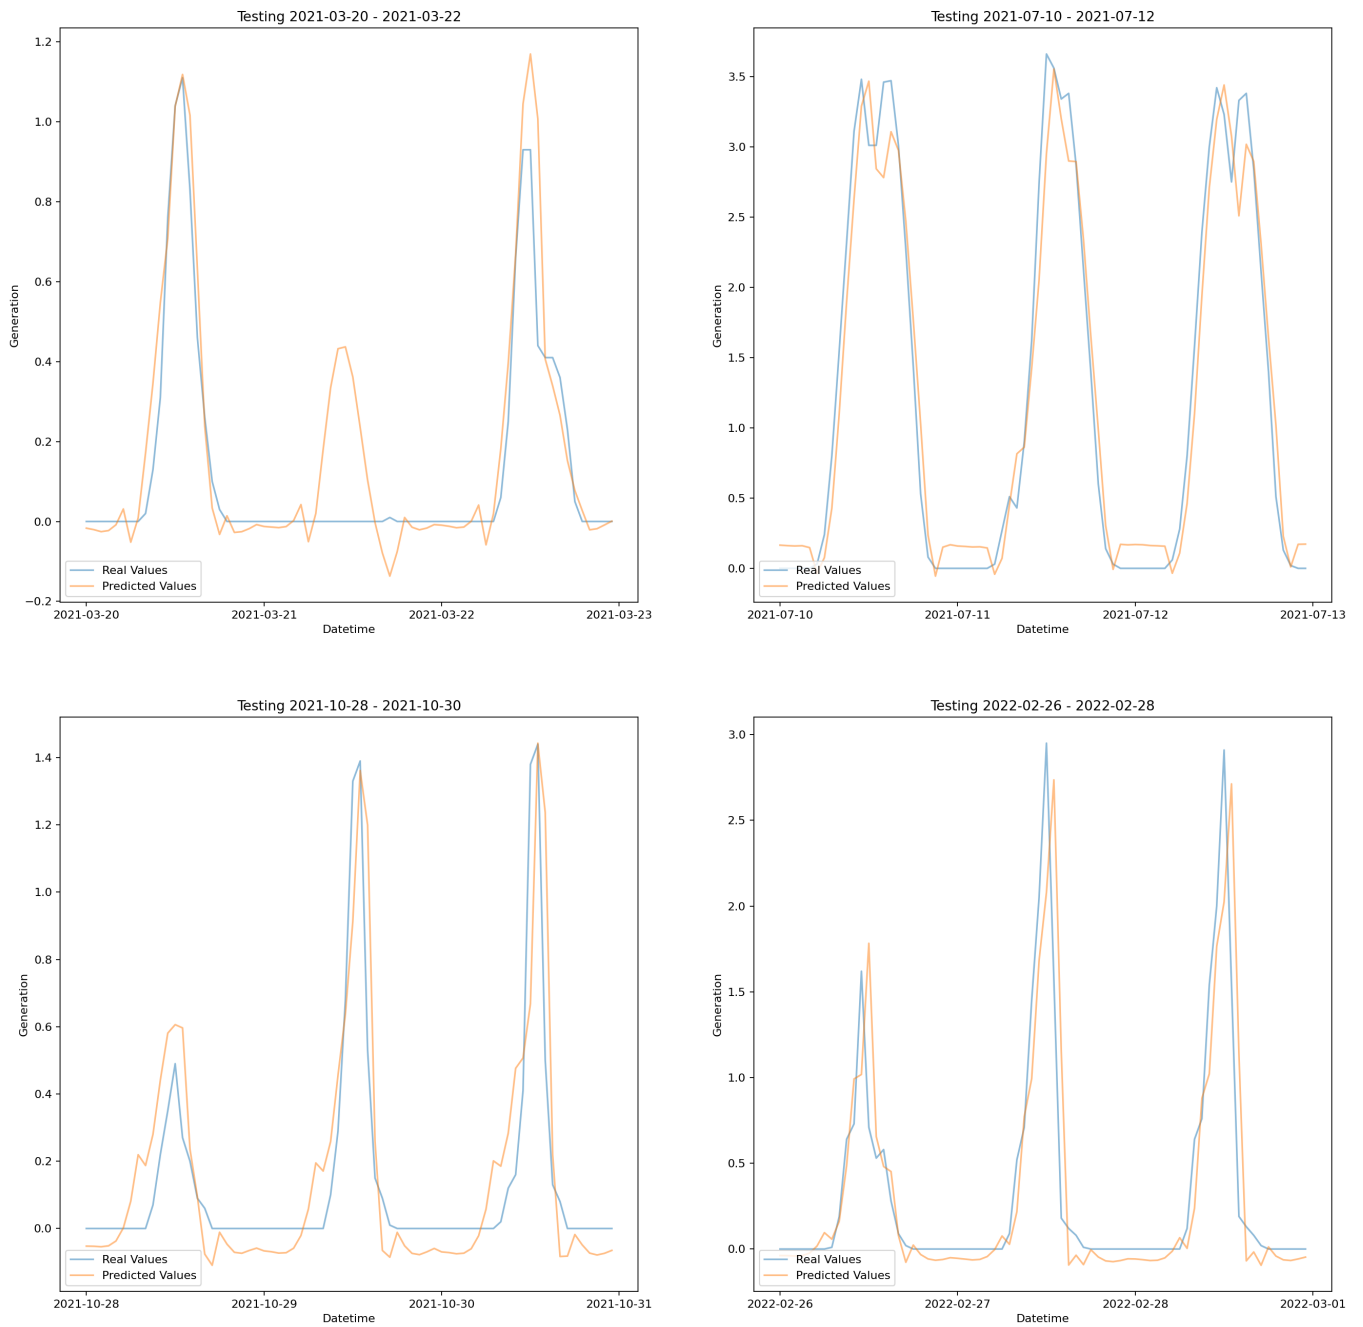 Testing 2021-03-20 - 2021-03-22
1.2
1.0
0.8
0.6
0.4
0.2
0.0
−0.2
Generation
Real Values
Predicted Values
2021-03-20
2021-03-21
2021-03-22
2021-03-23
Datetime
Testing 2021-07-10 - 2021-07-12
3.5
3.0
2.5
2.0
1.5
1.0
0.5
0.0
Generation
Real Values
Predicted Values
2021-07-10
2021-07-11
2021-07-12
2021-07-13
Datetime
Testing 2021-10-28 - 2021-10-30
1.4
1.2
1.0
0.8
0.6
0.4
0.2
0.0
Generation
Real Values
Predicted Values
2021-10-28
2021-10-29
2021-10-30
2021-10-31
Datetime
Testing 2022-02-26 - 2022-02-28
3.0
2.5
2.0
1.5
1.0
0.5
0.0
Generation
Real Values
Predicted Values
2022-02-26
2022-02-27
2022-02-28
2022-03-01
Datetime